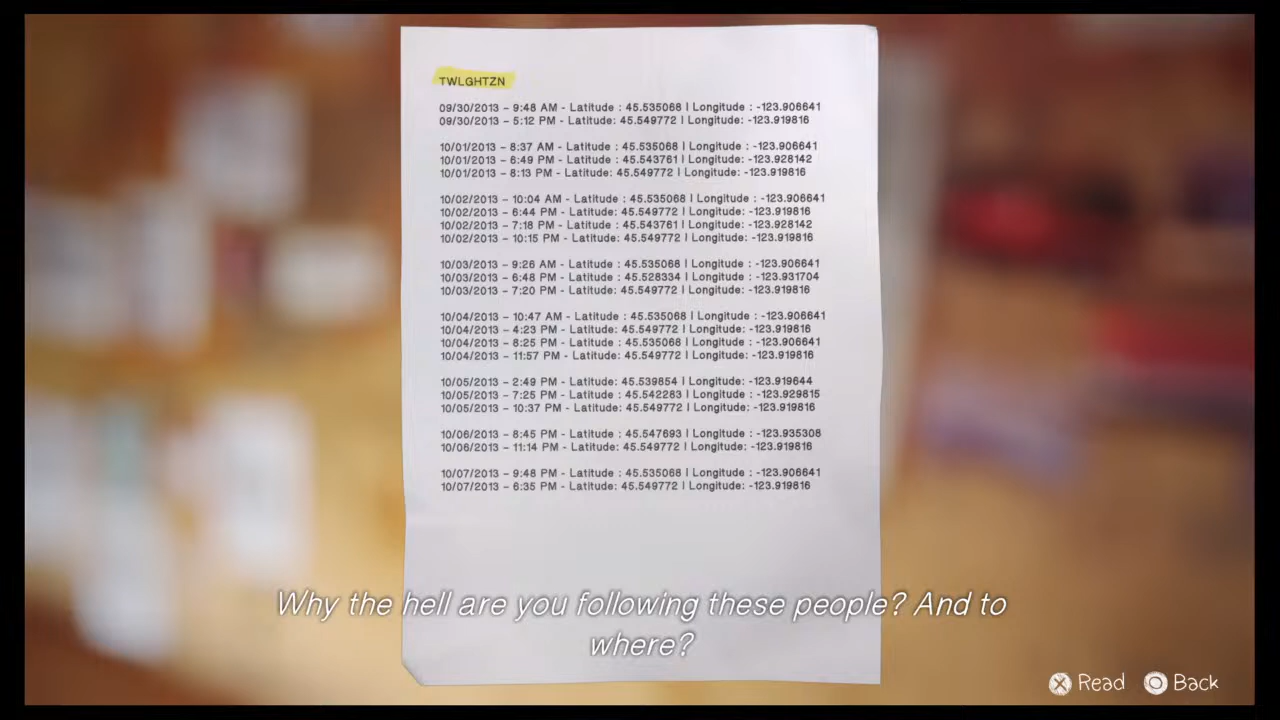 TWLGHTZN
09/30/2013 – 9:48 AM - Latitude : 45.535068 | Longitude : -123.906641
09/30/2013 – 5:12 PM - Latitude: 45.549772 | Longitude: -123.919816
10/01/2013 – 8:37 AM - Latitude : 45.535068 | Longitude : -123.906641
10/01/2013 – 6:49 PM - Latitude : 45.543761 | Longitude : -123.928142
10/01/2013 – 8:13 PM - Latitude: 45.549772 | Longitude: -123.919816
10/02/2013 – 10:04 AM - Latitude : 45.535068 | Longitude : -123.906641
10/02/2013 – 6:44 PM - Latitude: 45.549772 | Longitude: -123.919816
10/02/2013 – 7:18 PM - Latitude : 45.543761 | Longitude : -123.928142
10/02/2013 – 10:15 PM - Latitude: 45.549772 | Longitude: -123.919816
10/03/2013 – 9:26 AM - Latitude : 45.535068 | Longitude : -123.906641
10/03/2013 – 6:48 PM - Latitude : 45.528334 | Longitude : -123.931704
10/03/2013 – 7:20 PM - Latitude: 45.549772 | Longitude: -123.919816
10/04/2013 – 10:47 AM - Latitude : 45.535068 | Longitude : -123.906641
10/04/2013 – 4:23 PM - Latitude: 45.549772 | Longitude: -123.919816
10/04/2013 – 8:25 PM - Latitude : 45.535068 | Longitude : -123.906641
10/04/2013 – 11:57 PM - Latitude: 45.549772 | Longitude: -123.919816
10/05/2013 – 2:49 PM - Latitude : 45.539854 | Longitude : -123.919644
10/05/2013 – 7:25 PM - Latitude : 45.542283 | Longitude : -123.929815
10/05/2013 – 10:37 PM - Latitude: 45.549772 | Longitude: -123.919816
10/06/2013 – 8:45 PM - Latitude : 45.547693 | Longitude : -123.935308
10/06/2013 – 11:14 PM - Latitude: 45.549772 | Longitude: -123.919816
10/07/2013 – 9:48 PM - Latitude : 45.535068 | Longitude : -123.906641
10/07/2013 – 6:35 PM - Latitude: 45.549772 | Longitude: -123.919816
Why the hell are you following these people? And to
where?
Read Back